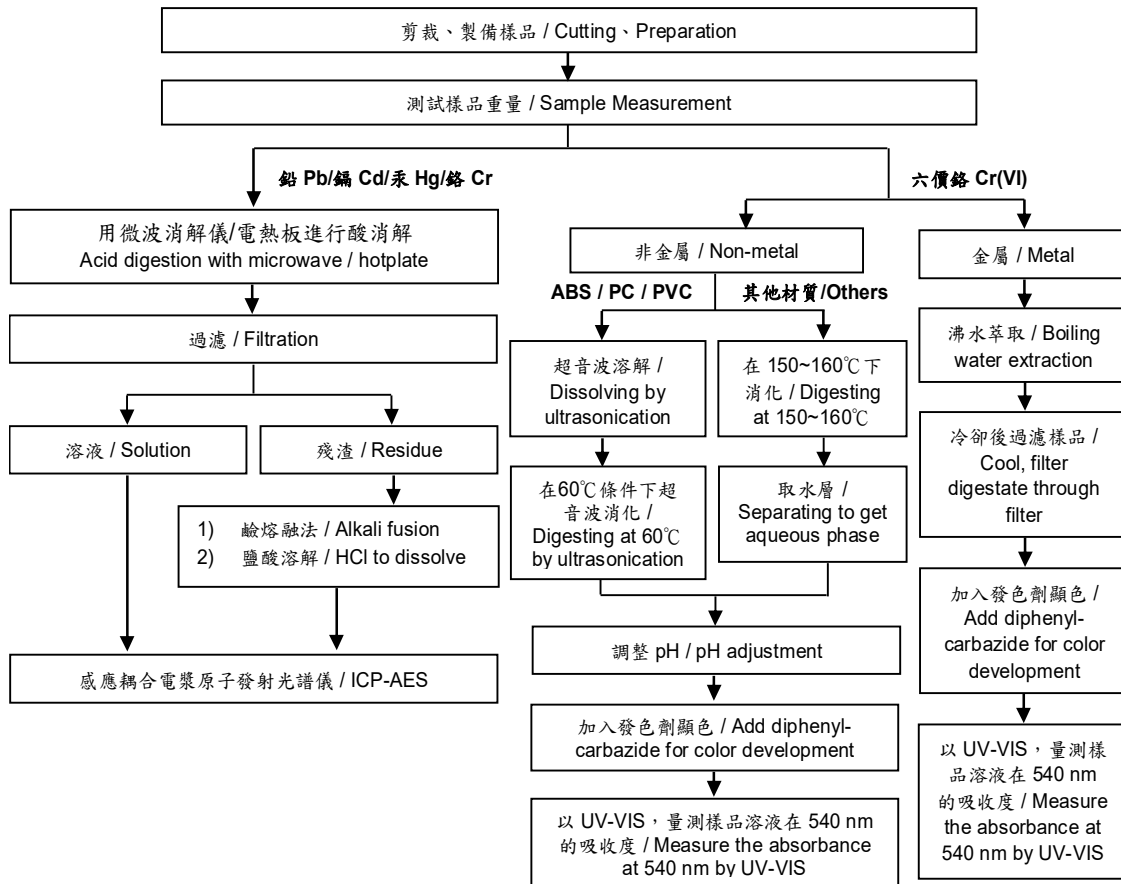 剪裁、製備樣品 / Cutting、Preparation
測試樣品重量 / Sample Measurement
鉛 Pb/鎘 Cd/汞 Hg/鉻 Cr
六價鉻 Cr(VI)
用微波消解儀/電熱板進行酸消解
Acid digestion with microwave / hotplate
過濾 / Filtration
溶液 / Solution
殘渣 / Residue
1) 鹼熔融法 / Alkali fusion
2) 鹽酸溶解 / HCl to dissolve
感應耦合電漿原子發射光譜儀 / ICP-AES
非金屬 / Non-metal
ABS / PC / PVC
其他材質/Others
超音波溶解 /
Dissolving by
ultrasonication
在60℃條件下超
音波消化 /
Digesting at 60℃
by ultrasonication
在 150~160℃下
消化 / Digesting
at 150~160℃
取水層 /
Separating to get
aqueous phase
調整 pH / pH adjustment
加入發色劑顯色 / Add diphenyl-
carbazide for color development
以 UV-VIS，量測樣品溶液在 540 nm
的吸收度 / Measure the absorbance
at 540 nm by UV-VIS
金屬 / Metal
沸水萃取 / Boiling
water extraction
冷卻後過濾樣品 /
Cool, filter
digestate through
filter
加入發色劑顯色 /
Add diphenyl-
carbazide for color
development
以 UV-VIS，量測樣
品溶液在 540 nm
的吸收度 / Measure
the absorbance at
540 nm by UV-VIS